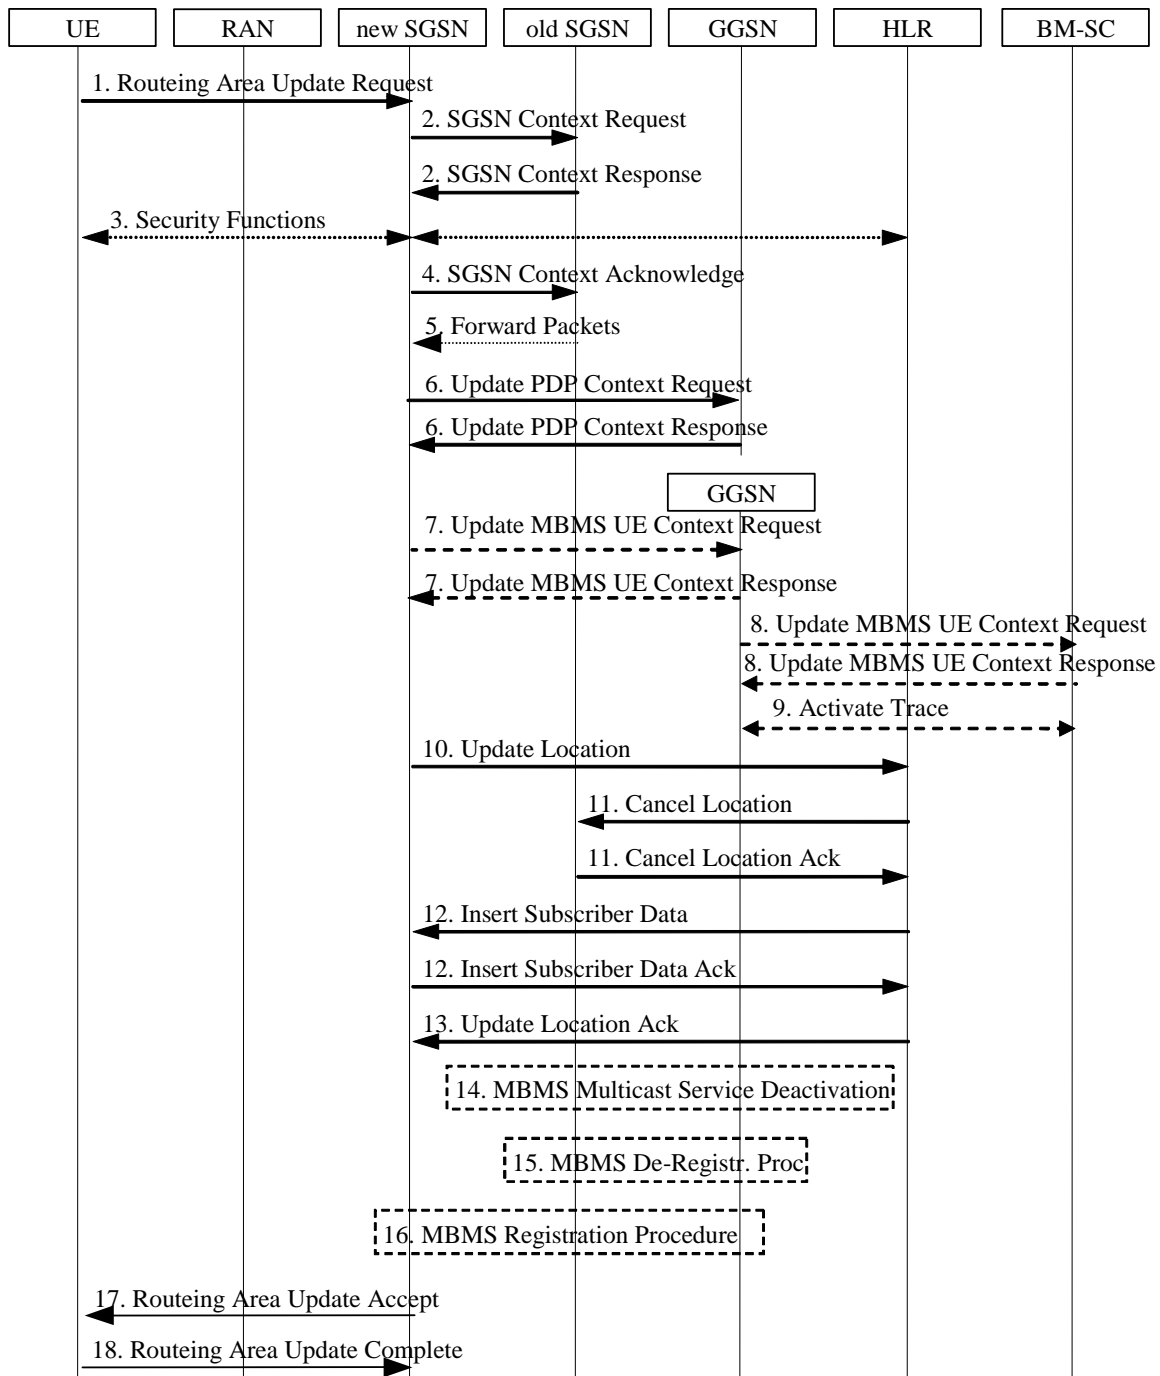 UE
RAN
new SGSN
old SGSN
GGSN
HLR
BM-SC
1. Routeing Area Update Request
2. SGSN Context Request
2. SGSN Context Response
3. Security Functions
4. SGSN Context Acknowledge
5. Forward Packets
6. Update PDP Context Request
6. Update PDP Context Response
GGSN
7. Update MBMS UE Context Request
7. Update MBMS UE Context Response
8. Update MBMS UE Context Request
8. Update MBMS UE Context Response
9. Activate Trace
10. Update Location
11. Cancel Location
11. Cancel Location Ack
12. Insert Subscriber Data
12. Insert Subscriber Data Ack
13. Update Location Ack
14. MBMS Multicast Service Deactivation
15. MBMS De-Registr. Proc
16. MBMS Registration Procedure
17. Routeing Area Update Accept
18. Routeing Area Update Complete